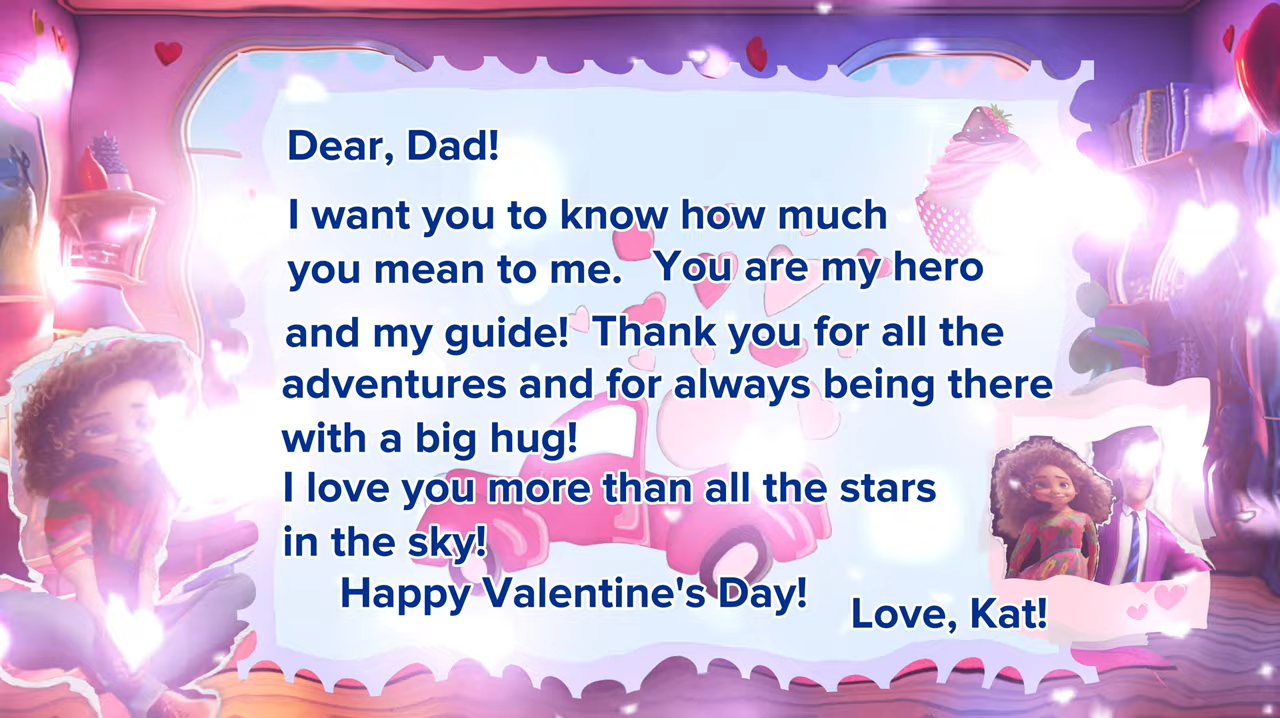 Dear, Dad!
I want you to know how much
you mean to me. You are my hero
and my guide! Thank you for all the
adventures and for always being there
with a big hug!
I love you more than all the stars
in the sky!
Happy Valentine's Day!
Love, Kat!